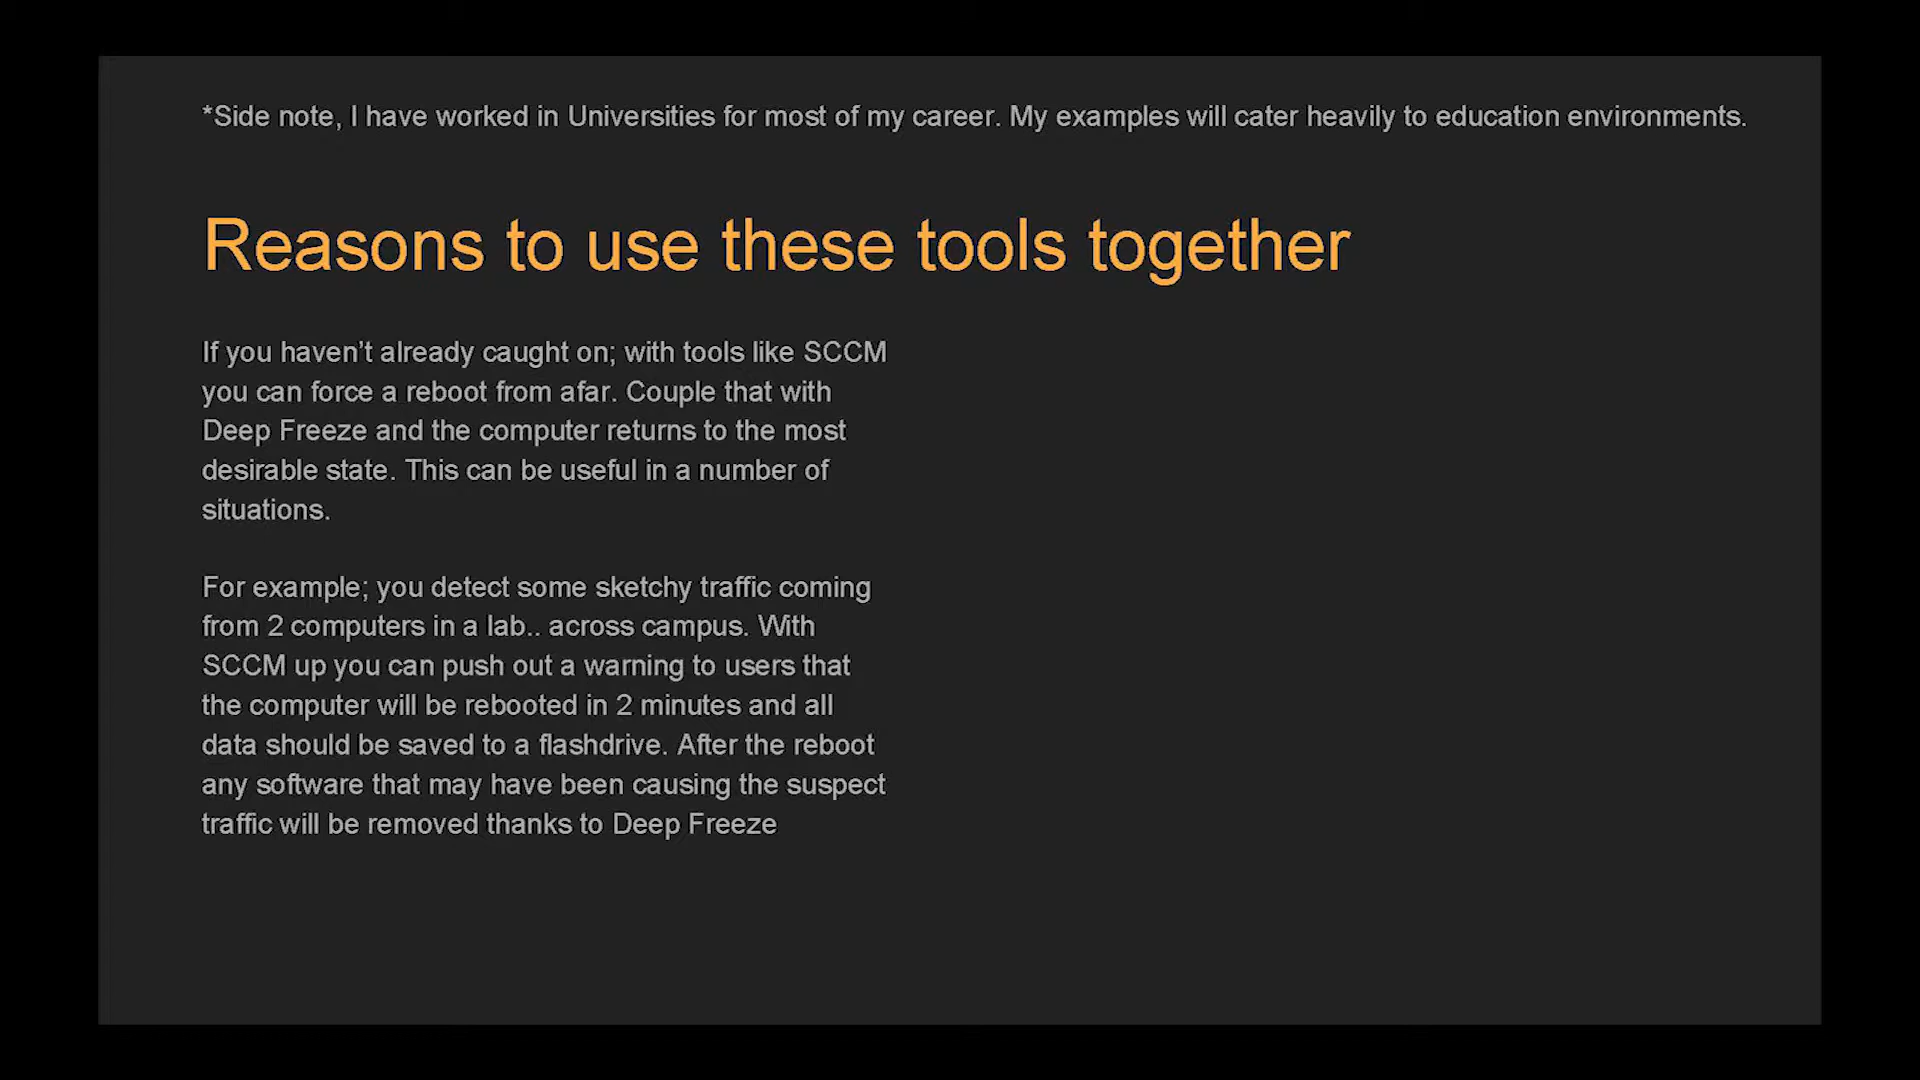 *Side note, I have worked in Universities for most of my career. My examples will cater heavily to education environments.
Reasons to use these tools together
If you haven’t already caught on; with tools like SCCM
you can force a reboot from afar. Couple that with
Deep Freeze and the computer returns to the most
desirable state. This can be useful in a number of
situations.
For example; you detect some sketchy traffic coming
from 2 computers in a lab.. across campus. With
SCCM up you can push out a warning to users that
the computer will be rebooted in 2 minutes and all
data should be saved to a flashdrive. After the reboot
any software that may have been causing the suspect
traffic will be removed thanks to Deep Freeze